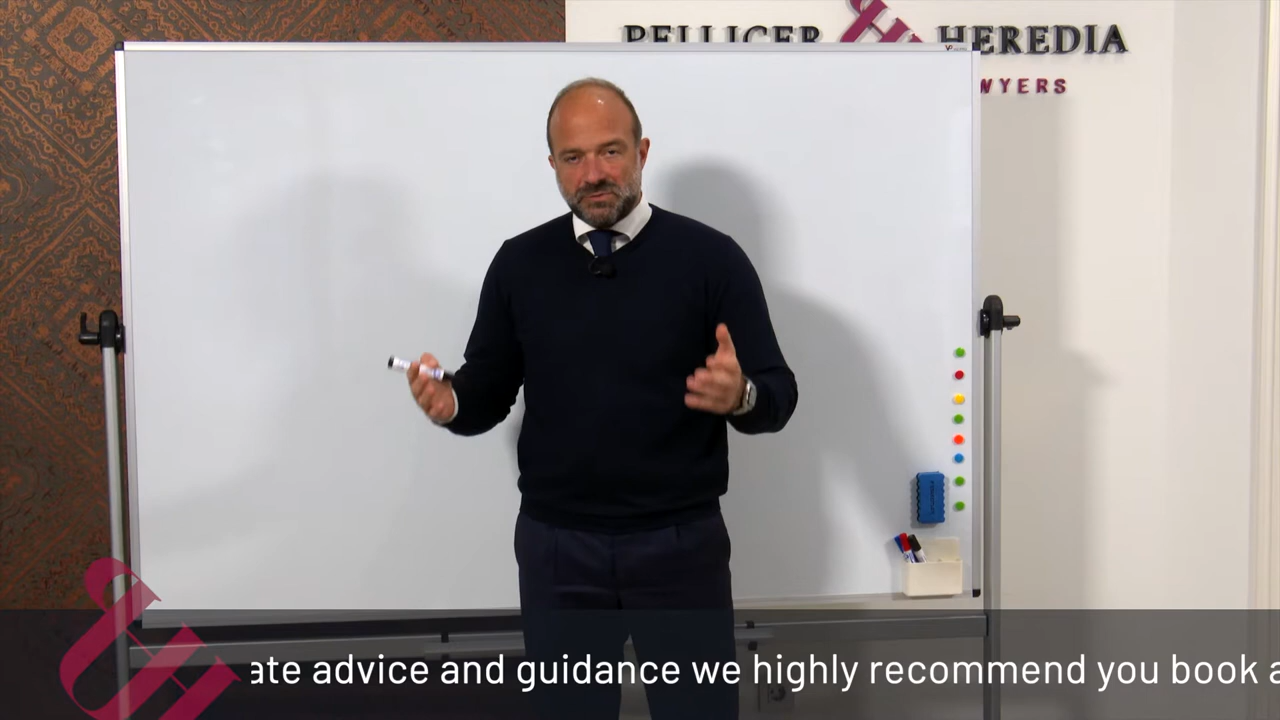 PELLICER HEREDIA
WYERS
ate advice and guidance we highly recommend you book a